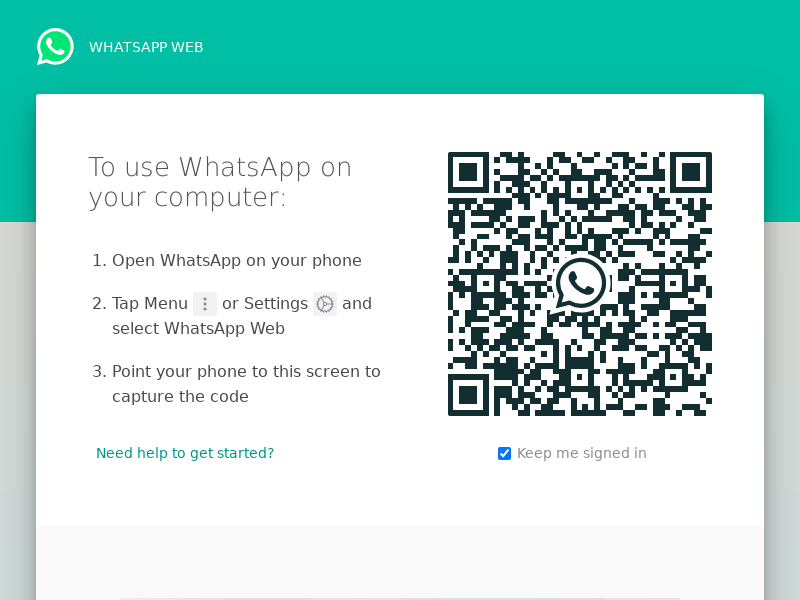 WHATSAPP WEB
To use WhatsApp on
your computer:
1. Open WhatsApp on your phone
2. Tap Menu or Settings and
select WhatsApp Web
3. Point your phone to this screen to
capture the code
Need help to get started?
Keep me signed in